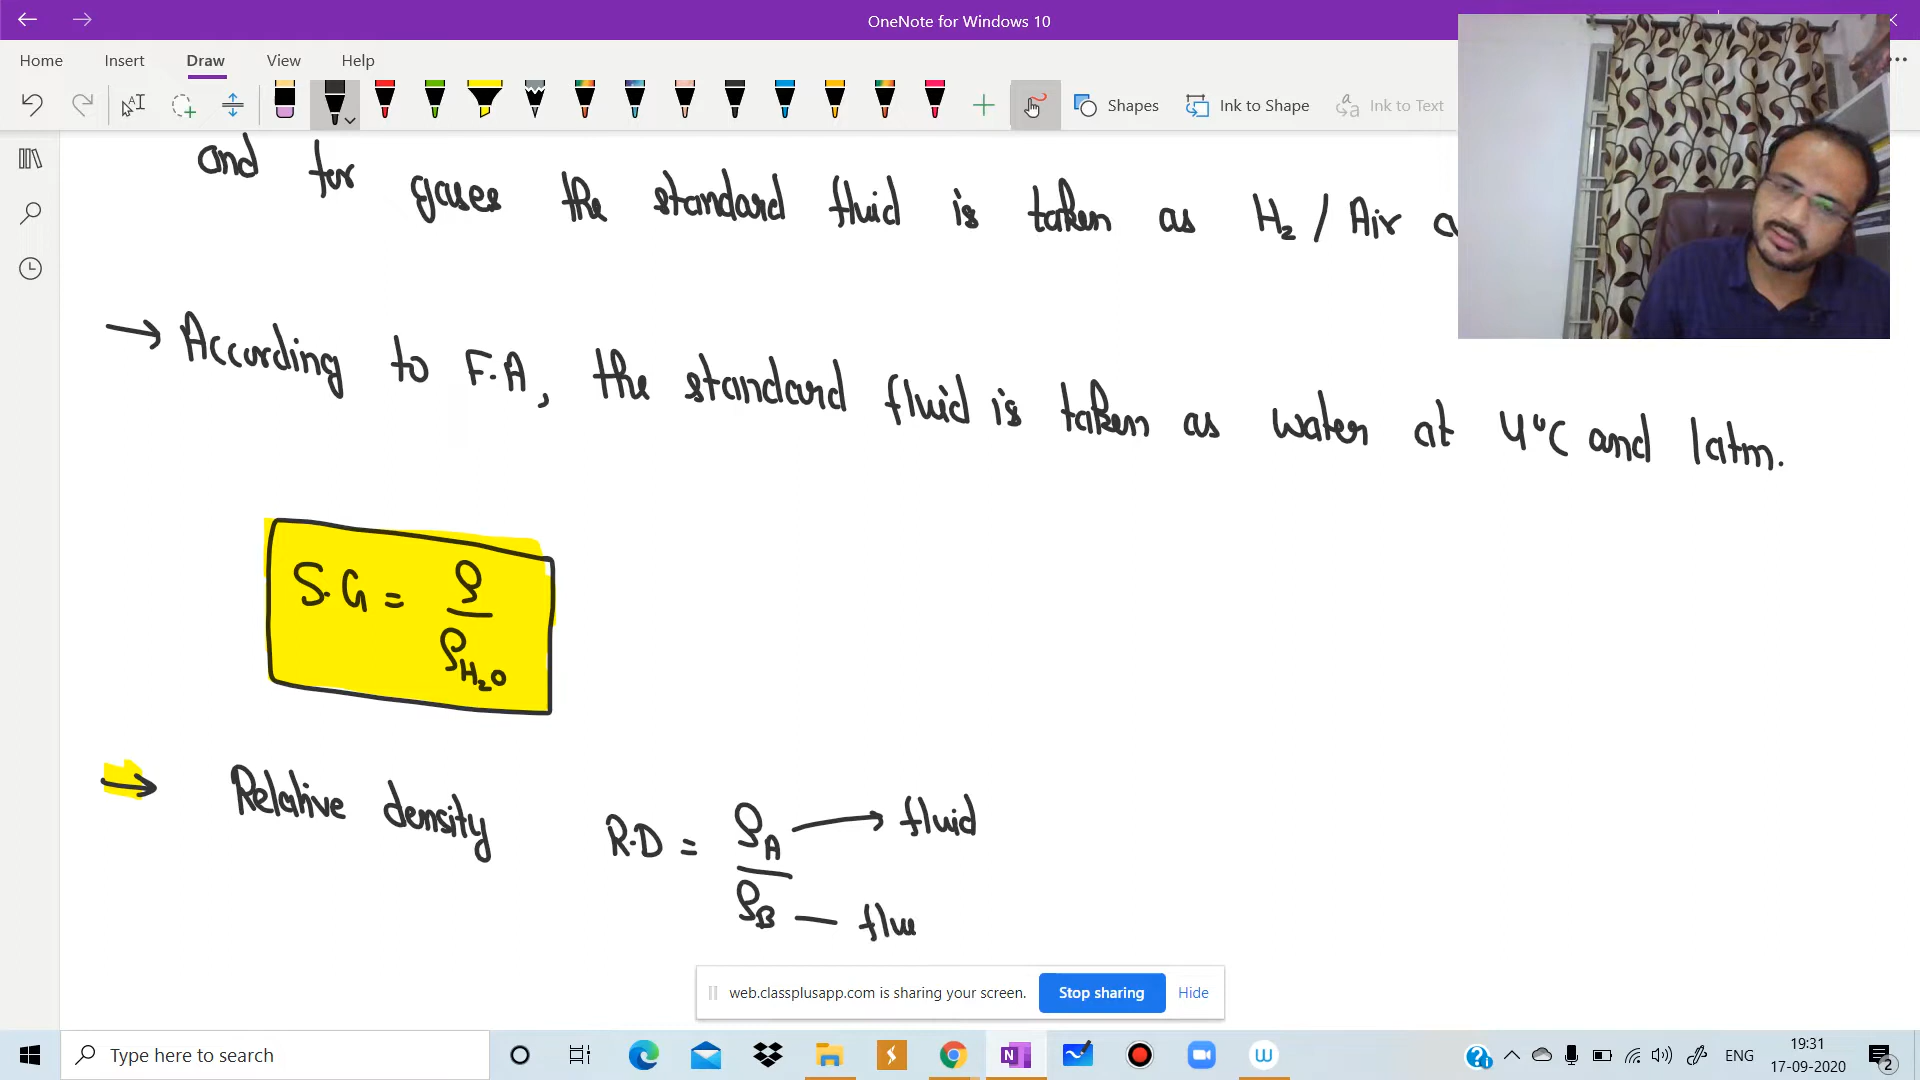 OneNote for Windows 10
Home Insert Draw View Help
Shapes Ink to Shape Ink to Text
and for gases the standard fluid is taken as H₂ / Air a
→ According to F.A, the standard fluid is taken as water at 4°C and 1atm.
S.G = ρ / ρH₂O
→ Relative density R.D = ρA / ρB
→ fluid
— flu
web.classplusapp.com is sharing your screen. Stop sharing Hide
Type here to search
ENG
19:31
17-09-2020
2